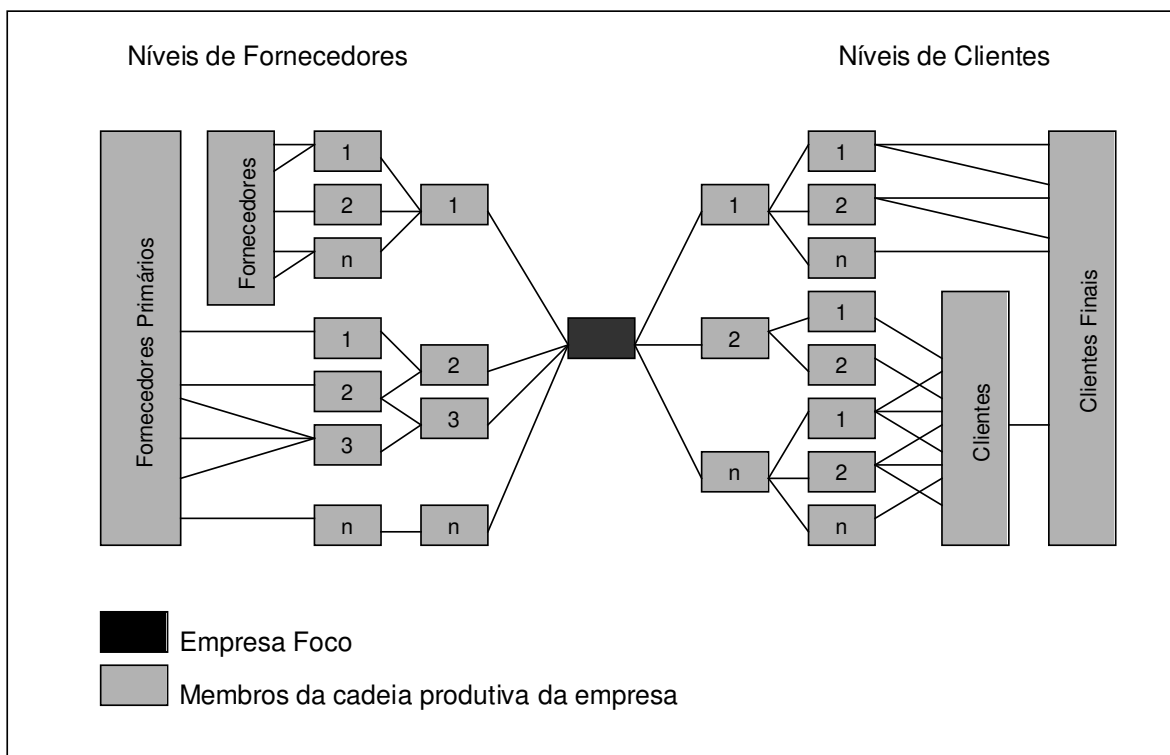 Níveis de Fornecedores
Níveis de Clientes
Fornecedores Primários
Fornecedores
1
2
n
1
1
2
3
n
2
3
n
1
2
n
1
2
n
1
2
1
2
n
Clientes
Clientes Finais
Empresa Foco
Membros da cadeia produtiva da empresa